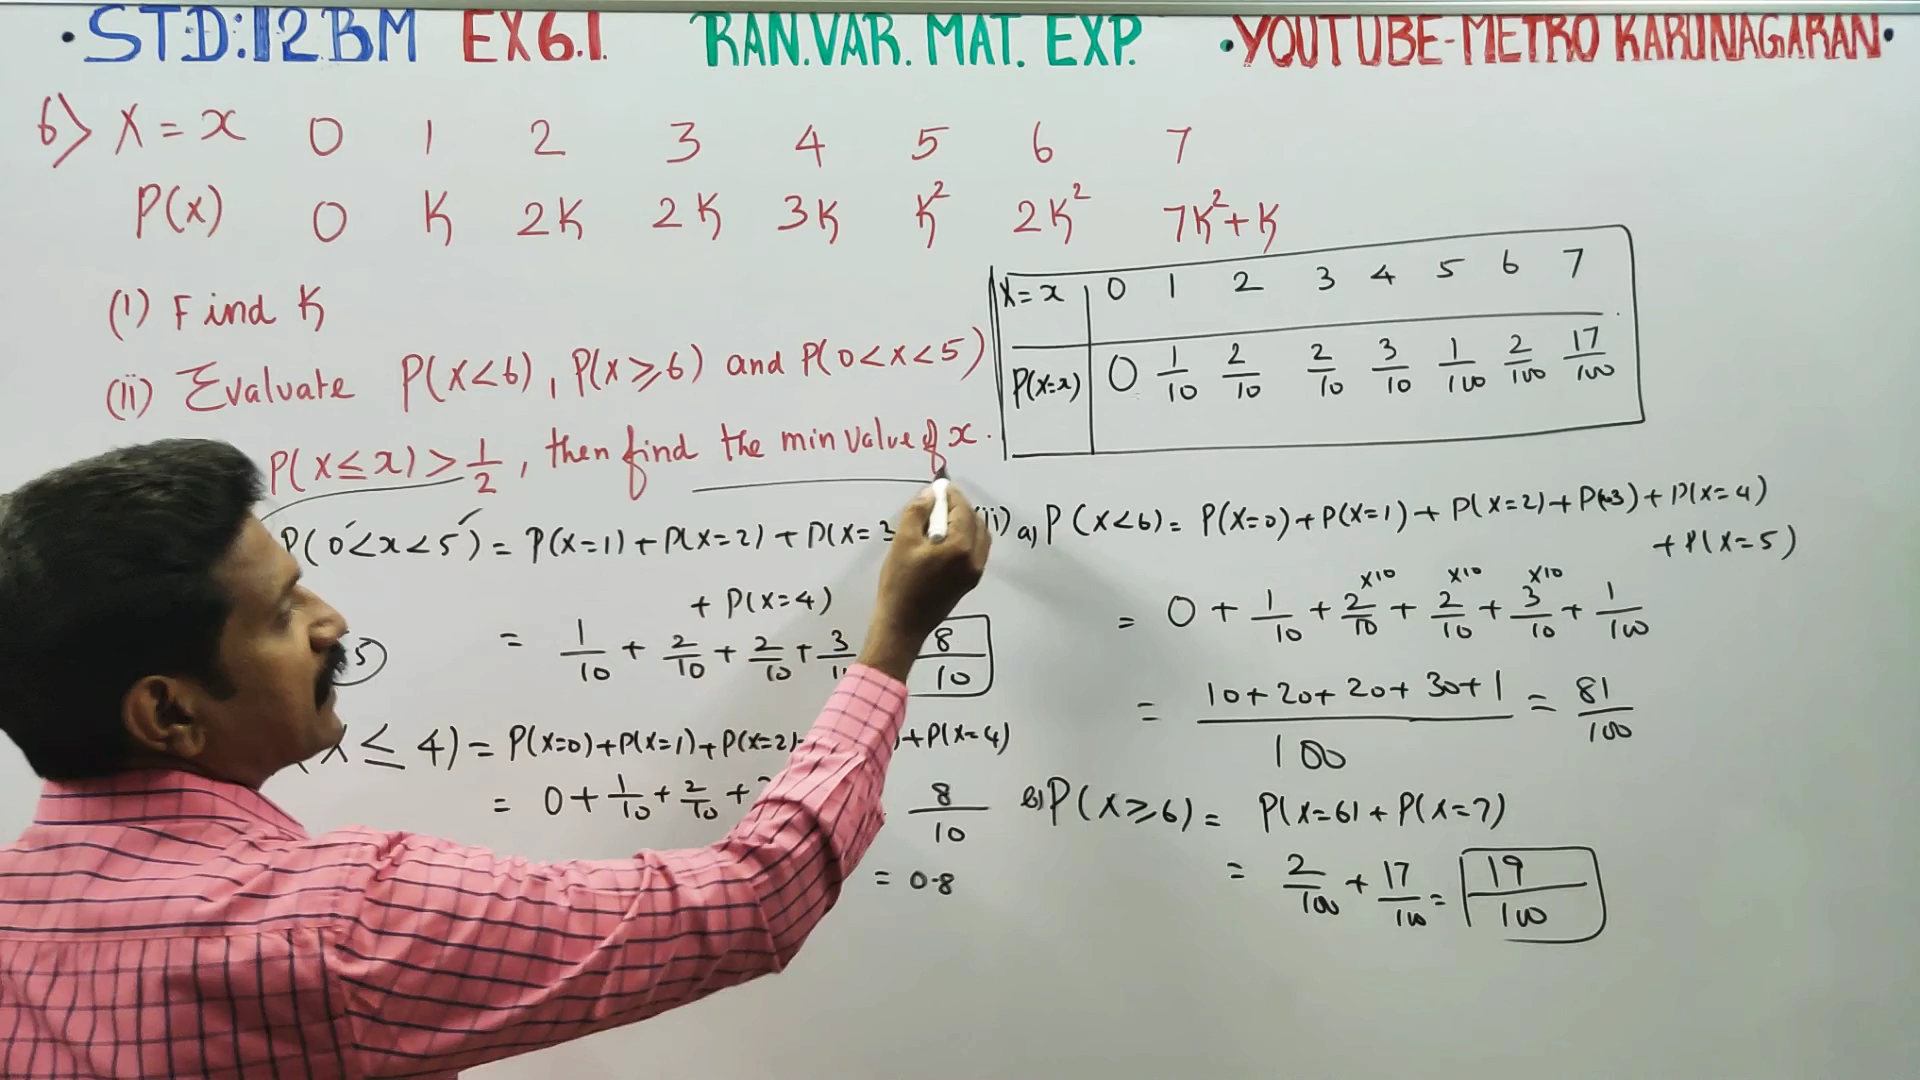 ·STD:12BM EX6.1. RAN.VAR. MAT. EXP. ·YOUTUBE-METRO KARUNAGARAN·
6) X = x 0 1 2 3 4 5 6 7
P(x) 0 K 2K 2K 3K K² 2K² 7K²+K
(i) Find K
(ii) Evaluate P(X<6), P(X≥6) and P(0<X<5)
P(X≤x) > 1/2, then find the min value of x.
X=x 0 1 2 3 4 5 6 7
P(X=x) 0 1/10 2/10 2/10 3/10 1/100 2/100 17/100
P(0<x<5) = P(X=1)+P(X=2)+P(X=3
+ P(X=4)
= 1/10 + 2/10 + 2/10 + 3/1 8/10
5)
X ≤ 4) = P(X=0)+P(X=1)+P(X=2)+ +P(X=4)
= 0 + 1/10 + 2/10 + 8/10
= 0.8
ii) a) P(X<6) = P(X=0)+P(X=1)+P(X=2)+P(X=3)+P(X=4)
+P(X=5)
×10 ×10 ×10
= 0 + 1/10 + 2/10 + 2/10 + 3/10 + 1/100
= 10+20+20+30+1 / 100 = 81/100
b) P(X≥6) = P(X=6)+P(X=7)
= 2/100 + 17/100 = 19/100